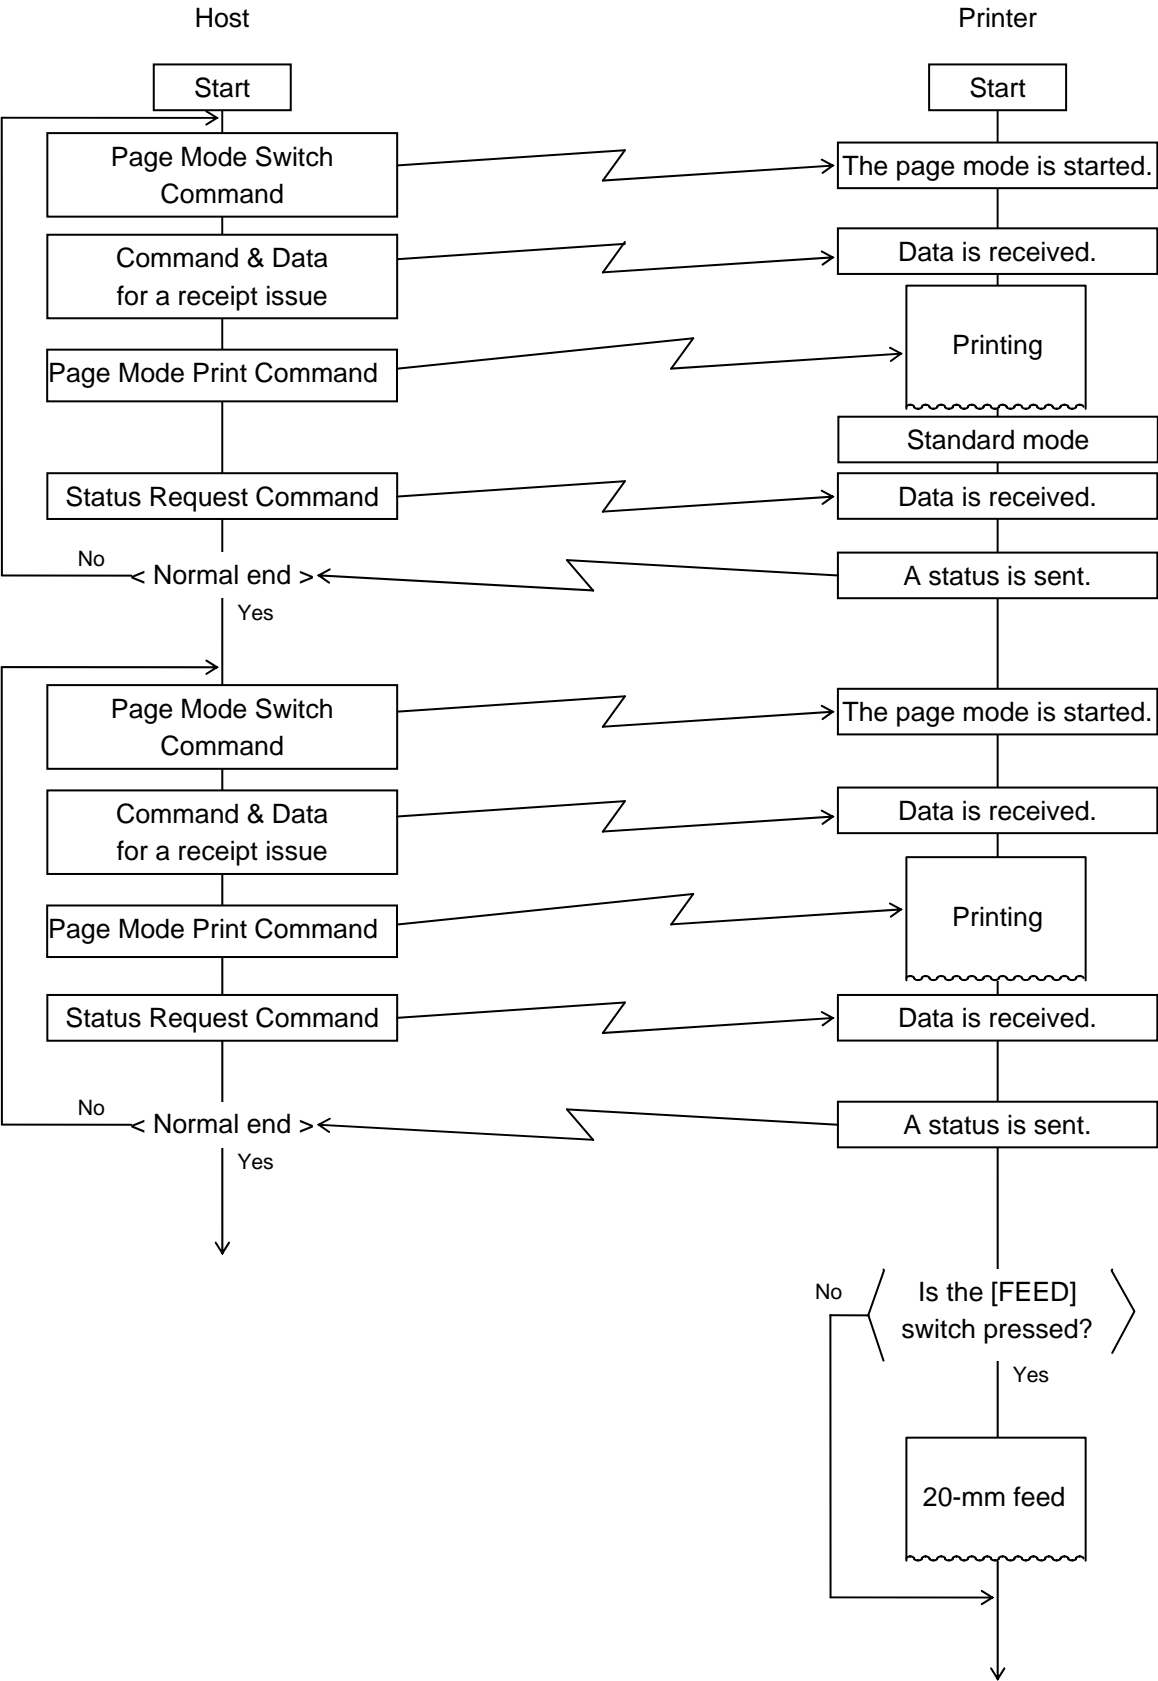 Host
Printer
Start
Start
Page Mode Switch
Command
The page mode is started.
Command & Data
for a receipt issue
Data is received.
Printing
Page Mode Print Command
Standard mode
Status Request Command
Data is received.
No
< Normal end >
A status is sent.
Yes
Page Mode Switch
Command
The page mode is started.
Command & Data
for a receipt issue
Data is received.
Page Mode Print Command
Printing
Status Request Command
Data is received.
No
< Normal end >
A status is sent.
Yes
No
Is the [FEED]
switch pressed?
Yes
20-mm feed